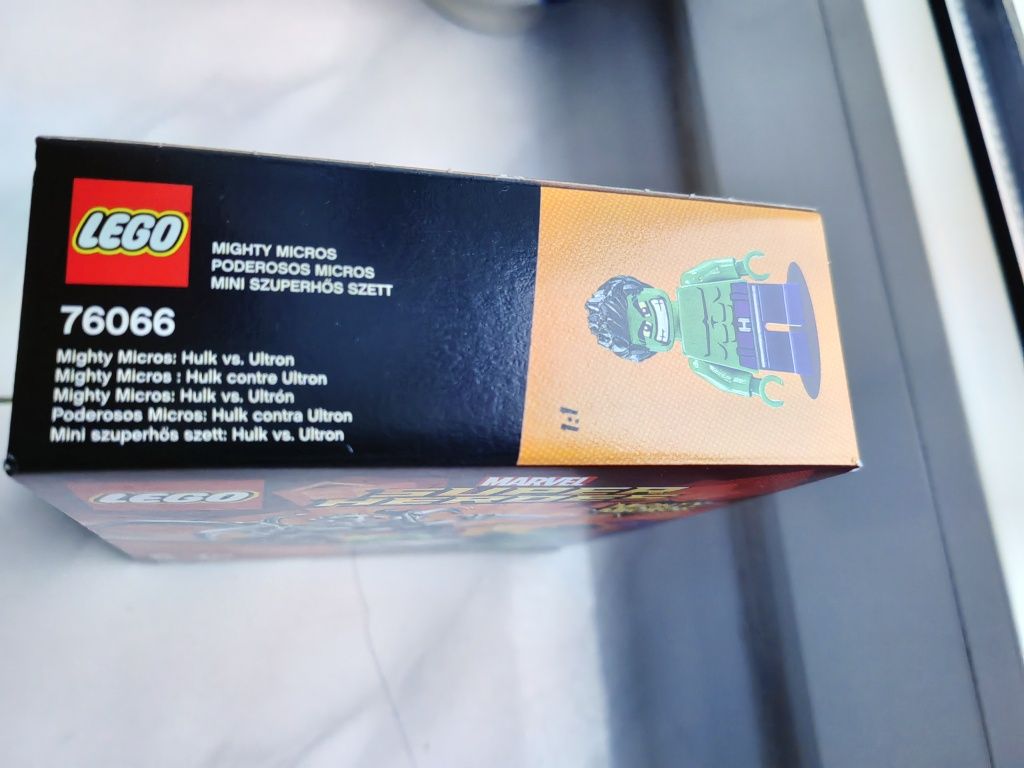 LEGO
MIGHTY MICROS
PODEROSOS MICROS
MINI SZUPERHŐS SZETT
76066
Mighty Micros: Hulk vs. Ultron
Mighty Micros : Hulk contre Ultron
Mighty Micros: Hulk vs. Ultrón
Poderosos Micros: Hulk contra Ultron
Mini szuperhős szett: Hulk vs. Ultron
H
1:1
LEGO
MARVEL
SUPER
HEROES